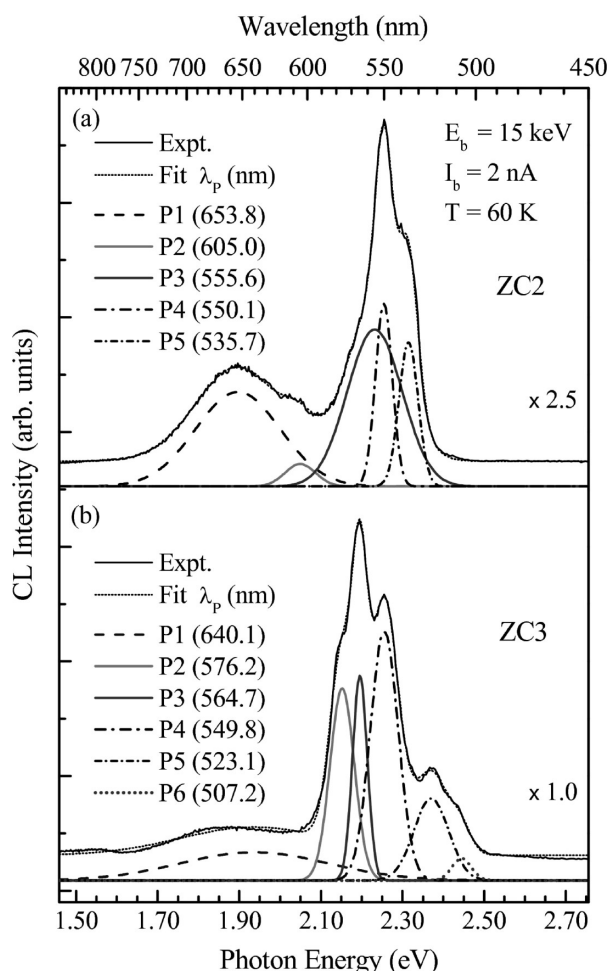 Wavelength (nm)
800 750 700 650 600 550 500 450
(a)
Expt.
Fit λ_P (nm)
P1 (653.8)
P2 (605.0)
P3 (555.6)
P4 (550.1)
P5 (535.7)
E_b = 15 keV
I_b = 2 nA
T = 60 K
ZC2
x 2.5
CL Intensity (arb. units)
(b)
Expt.
Fit λ_P (nm)
P1 (640.1)
P2 (576.2)
P3 (564.7)
P4 (549.8)
P5 (523.1)
P6 (507.2)
ZC3
x 1.0
1.50 1.70 1.90 2.10 2.30 2.50 2.70
Photon Energy (eV)